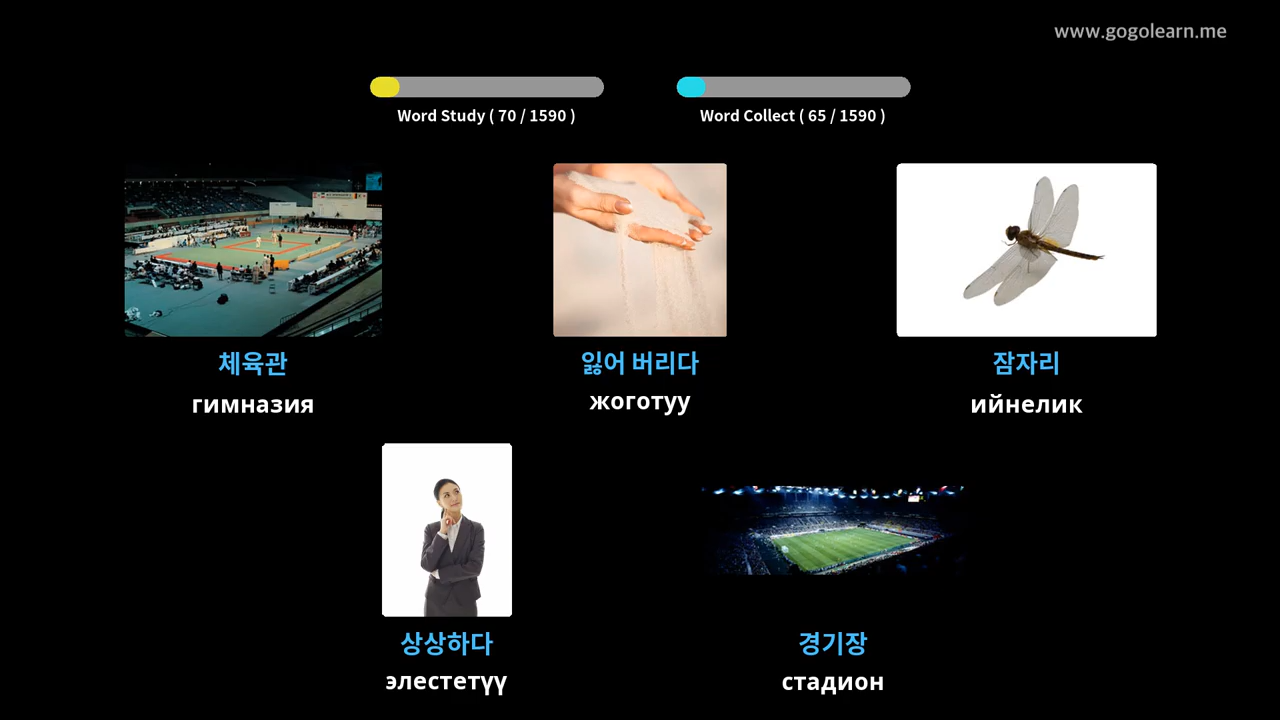 www.gogolearn.me
Word Study ( 70 / 1590 )
Word Collect ( 65 / 1590 )
체육관
гимназия
잃어 버리다
жоготуу
잠자리
ийнелик
상상하다
элестетүү
경기장
стадион